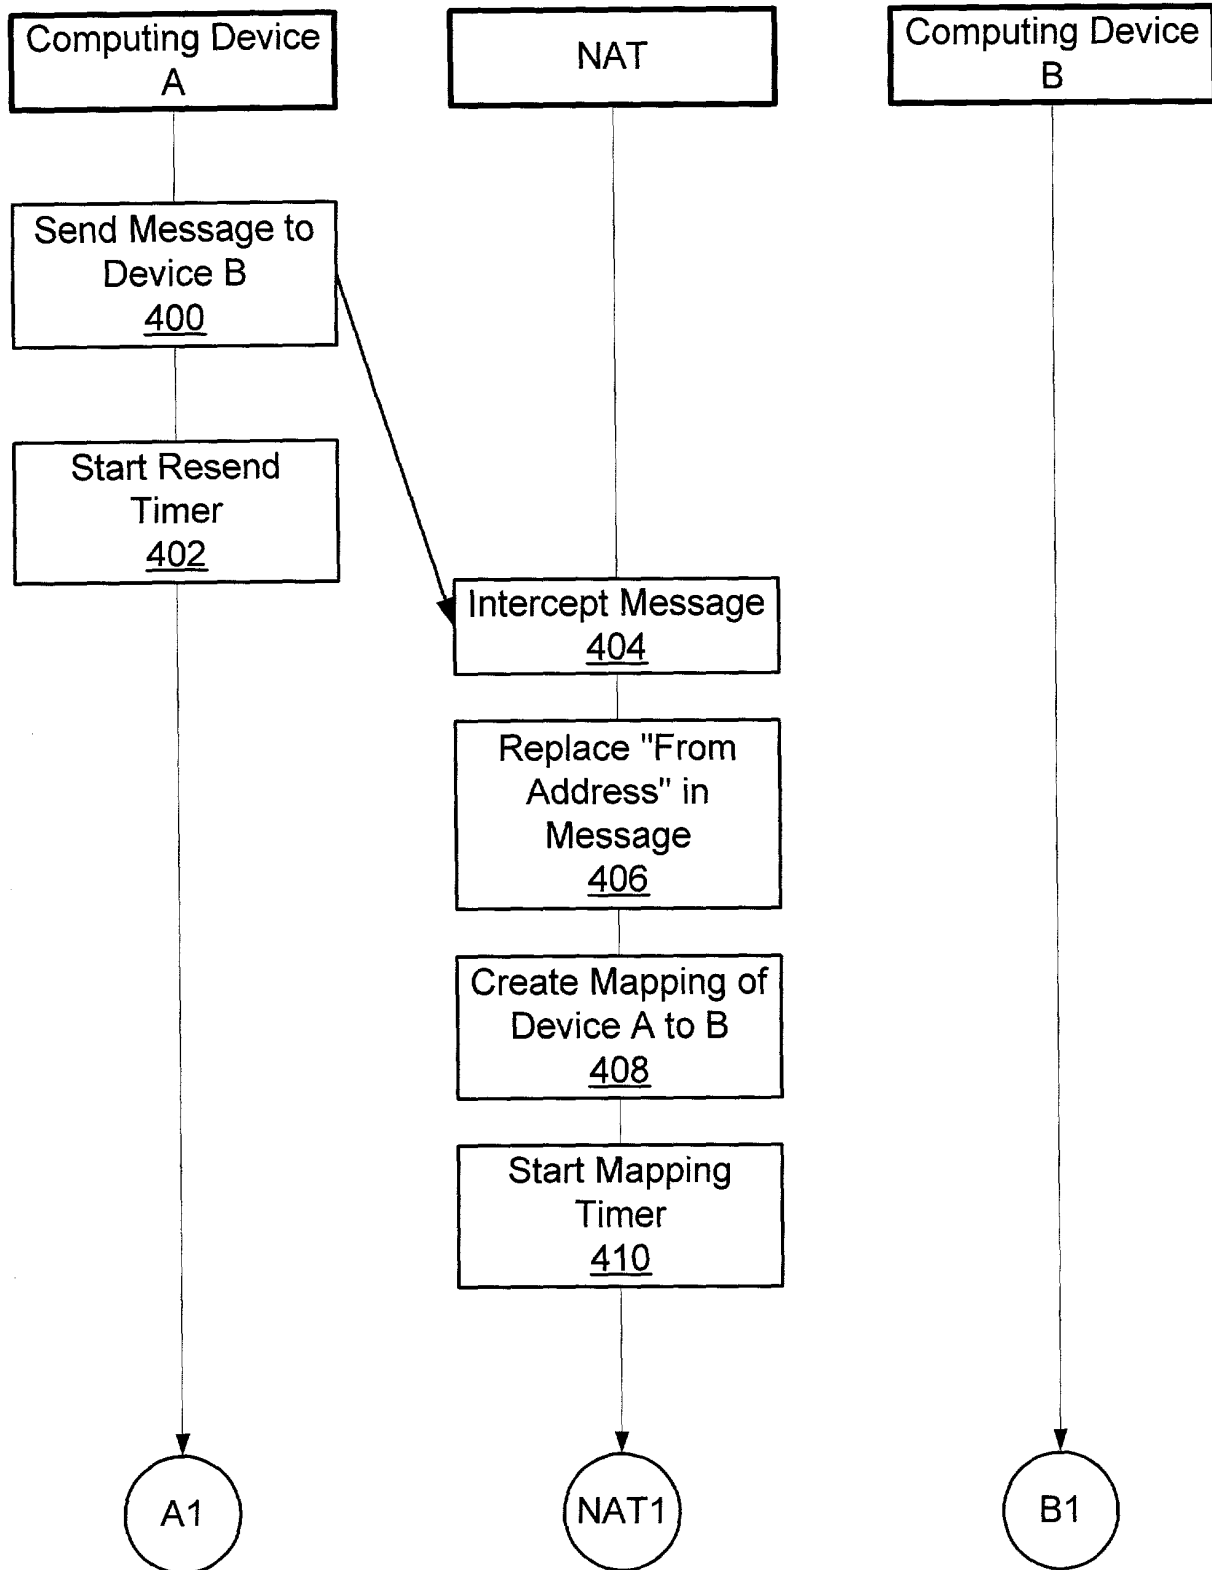 Computing Device
A
NAT
Computing Device
B
Send Message to
Device B
400
Start Resend
Timer
402
Intercept Message
404
Replace "From
Address" in
Message
406
Create Mapping of
Device A to B
408
Start Mapping
Timer
410
A1
NAT1
B1